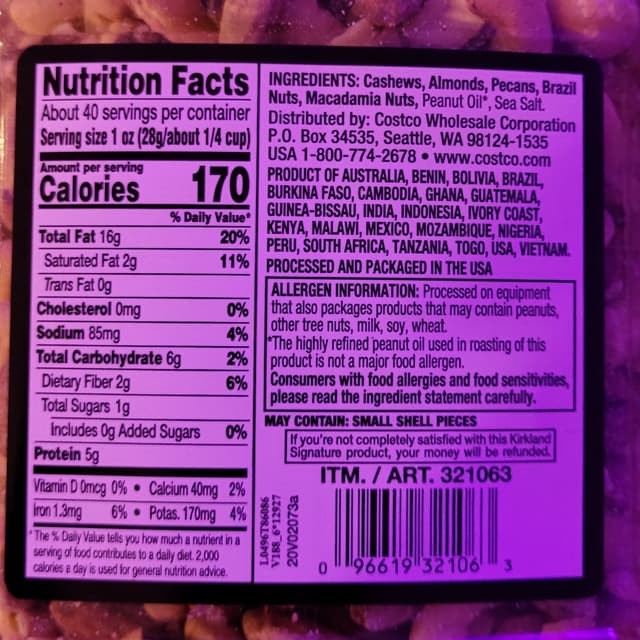 Nutrition Facts
About 40 servings per container
Serving size 1 oz (28g/about 1/4 cup)
Amount per serving
Calories 170
% Daily Value*
Total Fat 16g 20%
Saturated Fat 2g 11%
Trans Fat 0g
Cholesterol 0mg 0%
Sodium 85mg 4%
Total Carbohydrate 6g 2%
Dietary Fiber 2g 6%
Total Sugars 1g
Includes 0g Added Sugars 0%
Protein 5g
Vitamin D 0mcg 0% • Calcium 40mg 2%
Iron 1.3mg 6% • Potas. 170mg 4%
*The % Daily Value tells you how much a nutrient in a
serving of food contributes to a daily diet. 2,000
calories a day is used for general nutrition advice.
INGREDIENTS: Cashews, Almonds, Pecans, Brazil
Nuts, Macadamia Nuts, Peanut Oil*, Sea Salt.
Distributed by: Costco Wholesale Corporation
P.O. Box 34535, Seattle, WA 98124-1535
USA 1-800-774-2678 • www.costco.com
PRODUCT OF AUSTRALIA, BENIN, BOLIVIA, BRAZIL,
BURKINA FASO, CAMBODIA, GHANA, GUATEMALA,
GUINEA-BISSAU, INDIA, INDONESIA, IVORY COAST,
KENYA, MALAWI, MEXICO, MOZAMBIQUE, NIGERIA,
PERU, SOUTH AFRICA, TANZANIA, TOGO, USA, VIETNAM.
PROCESSED AND PACKAGED IN THE USA
ALLERGEN INFORMATION: Processed on equipment
that also packages products that may contain peanuts,
other tree nuts, milk, soy, wheat.
*The highly refined peanut oil used in roasting of this
product is not a major food allergen.
Consumers with food allergies and food sensitivities,
please read the ingredient statement carefully.
MAY CONTAIN: SMALL SHELL PIECES
If you're not completely satisfied with this Kirkland
Signature product, your money will be refunded.
ITM. / ART. 321063
L0496T86086
V188_6*12927
20V02073a
0 96619 32106 3